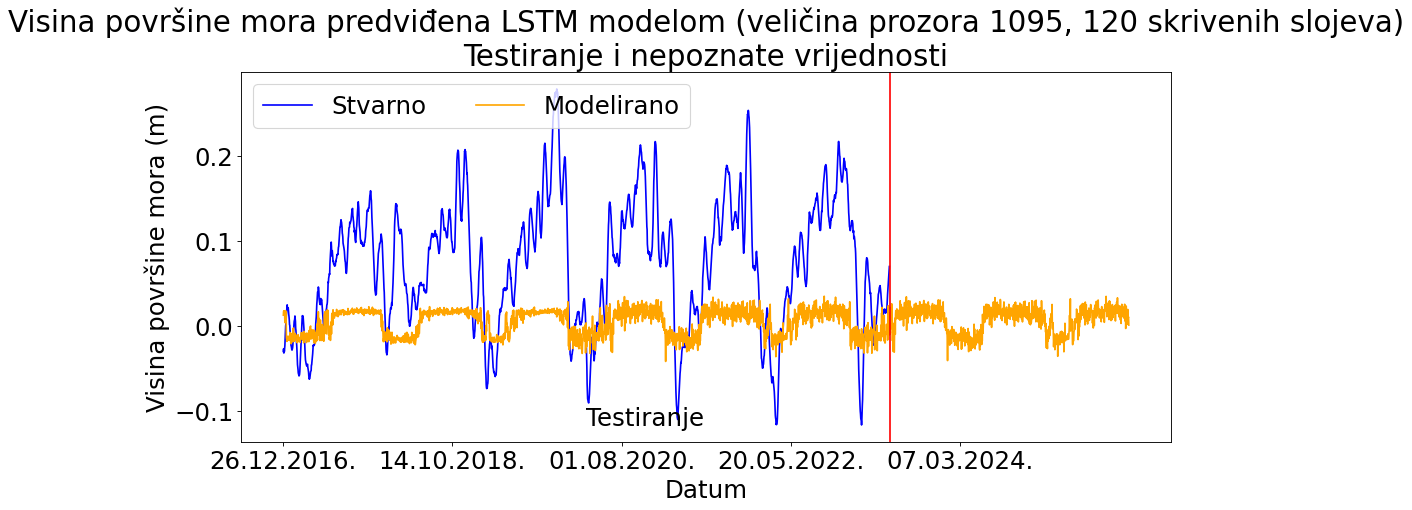 Visina površine mora predviđena LSTM modelom (veličina prozora 1095, 120 skrivenih slojeva)
Testiranje i nepoznate vrijednosti
Stvarno
Modelirano
Visina površine mora (m)
0.2
0.1
0.0
−0.1
Testiranje
26.12.2016.
14.10.2018.
01.08.2020.
20.05.2022.
07.03.2024.
Datum